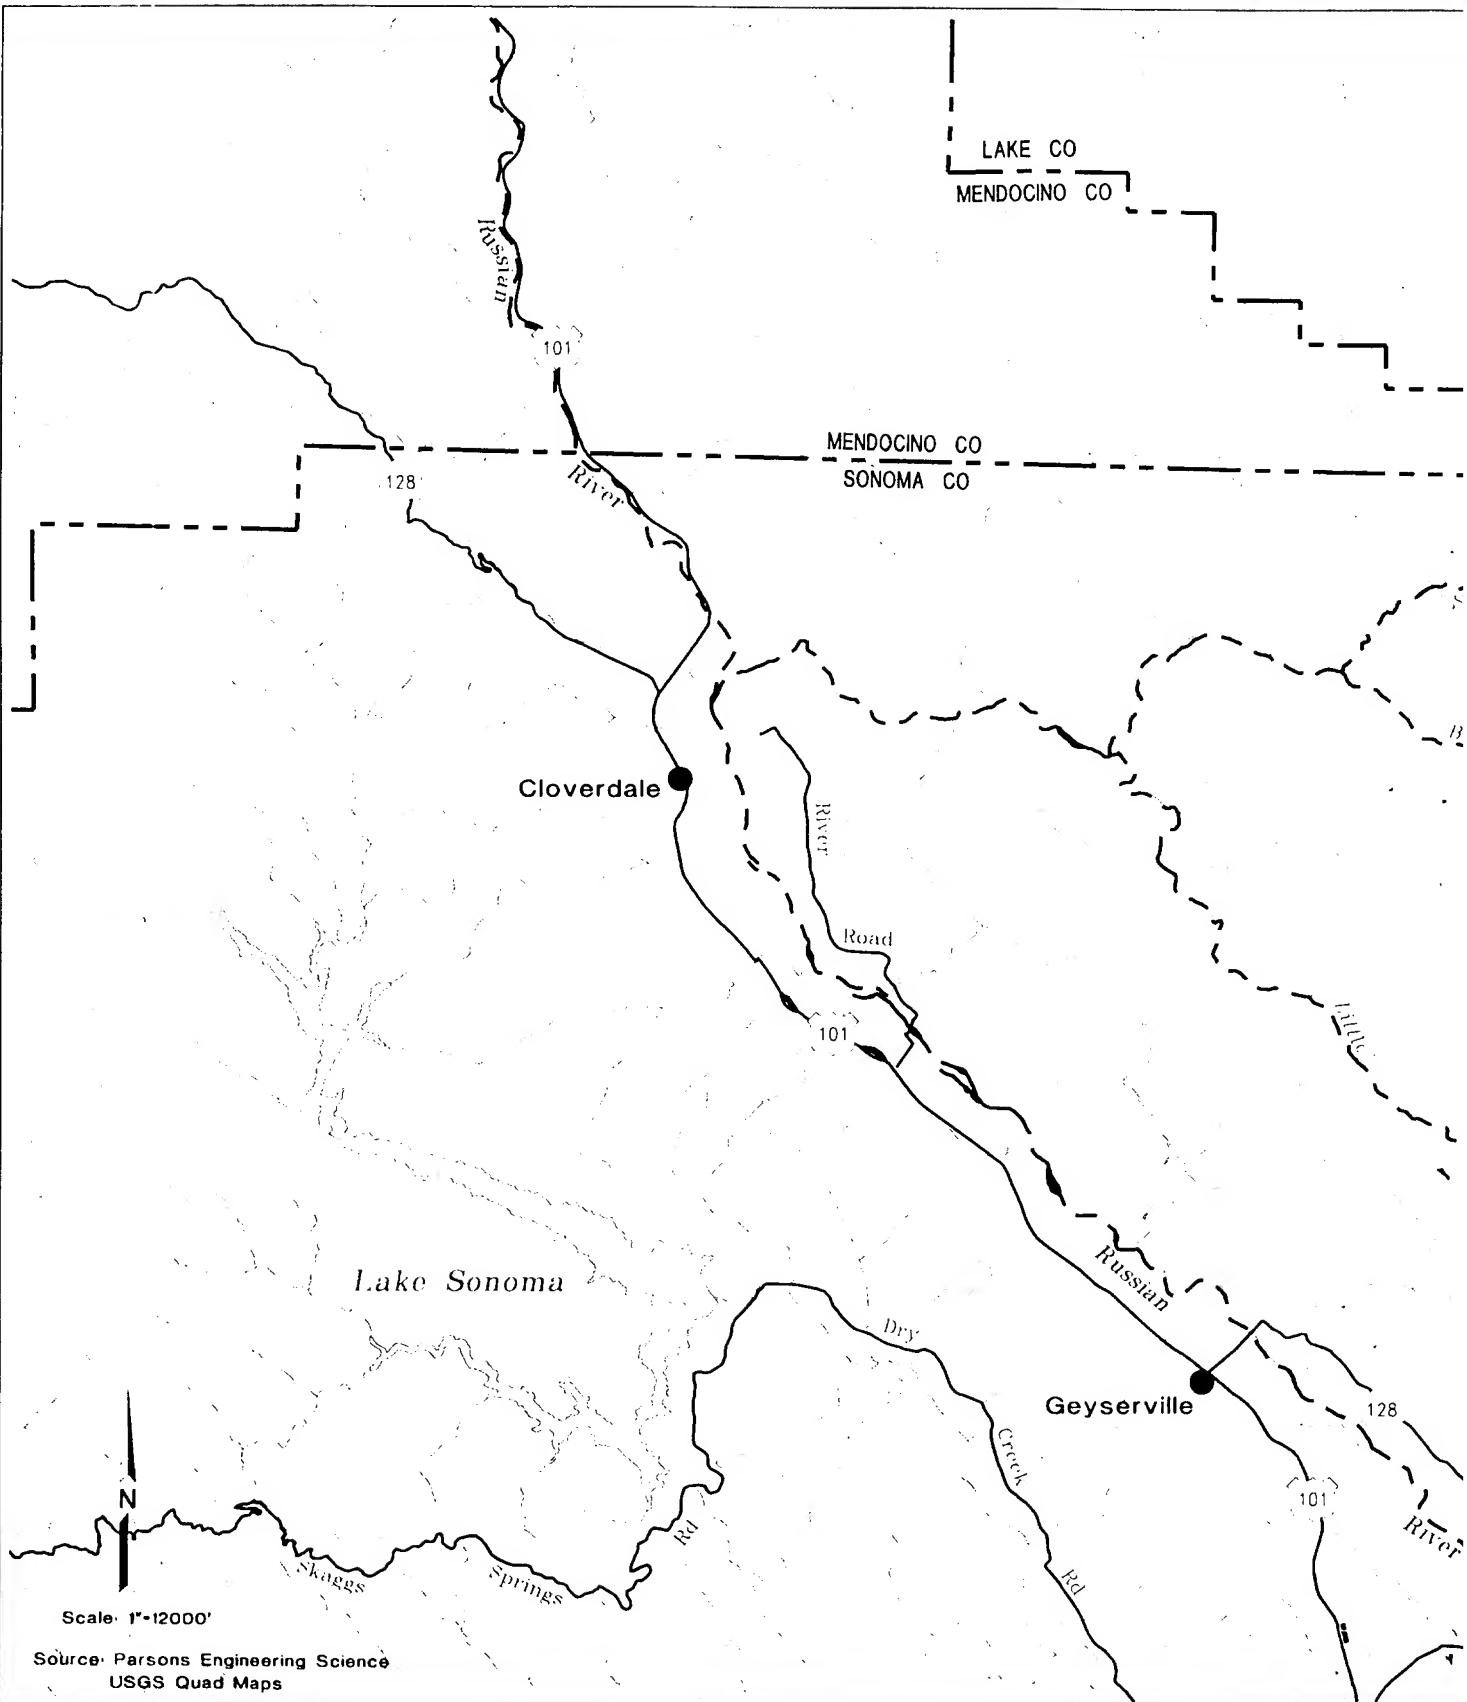 LAKE CO
MENDOCINO CO
Russian
101
MENDOCINO CO
SONOMA CO
128
River
Cloverdale
River
Road
Little
101
Russian
Lake Sonoma
Dry
Geyserville
128
Creek
101
N
River
Rd
Skaggs
Springs
Rd
Scale: 1"=12000'
Source: Parsons Engineering Science
USGS Quad Maps